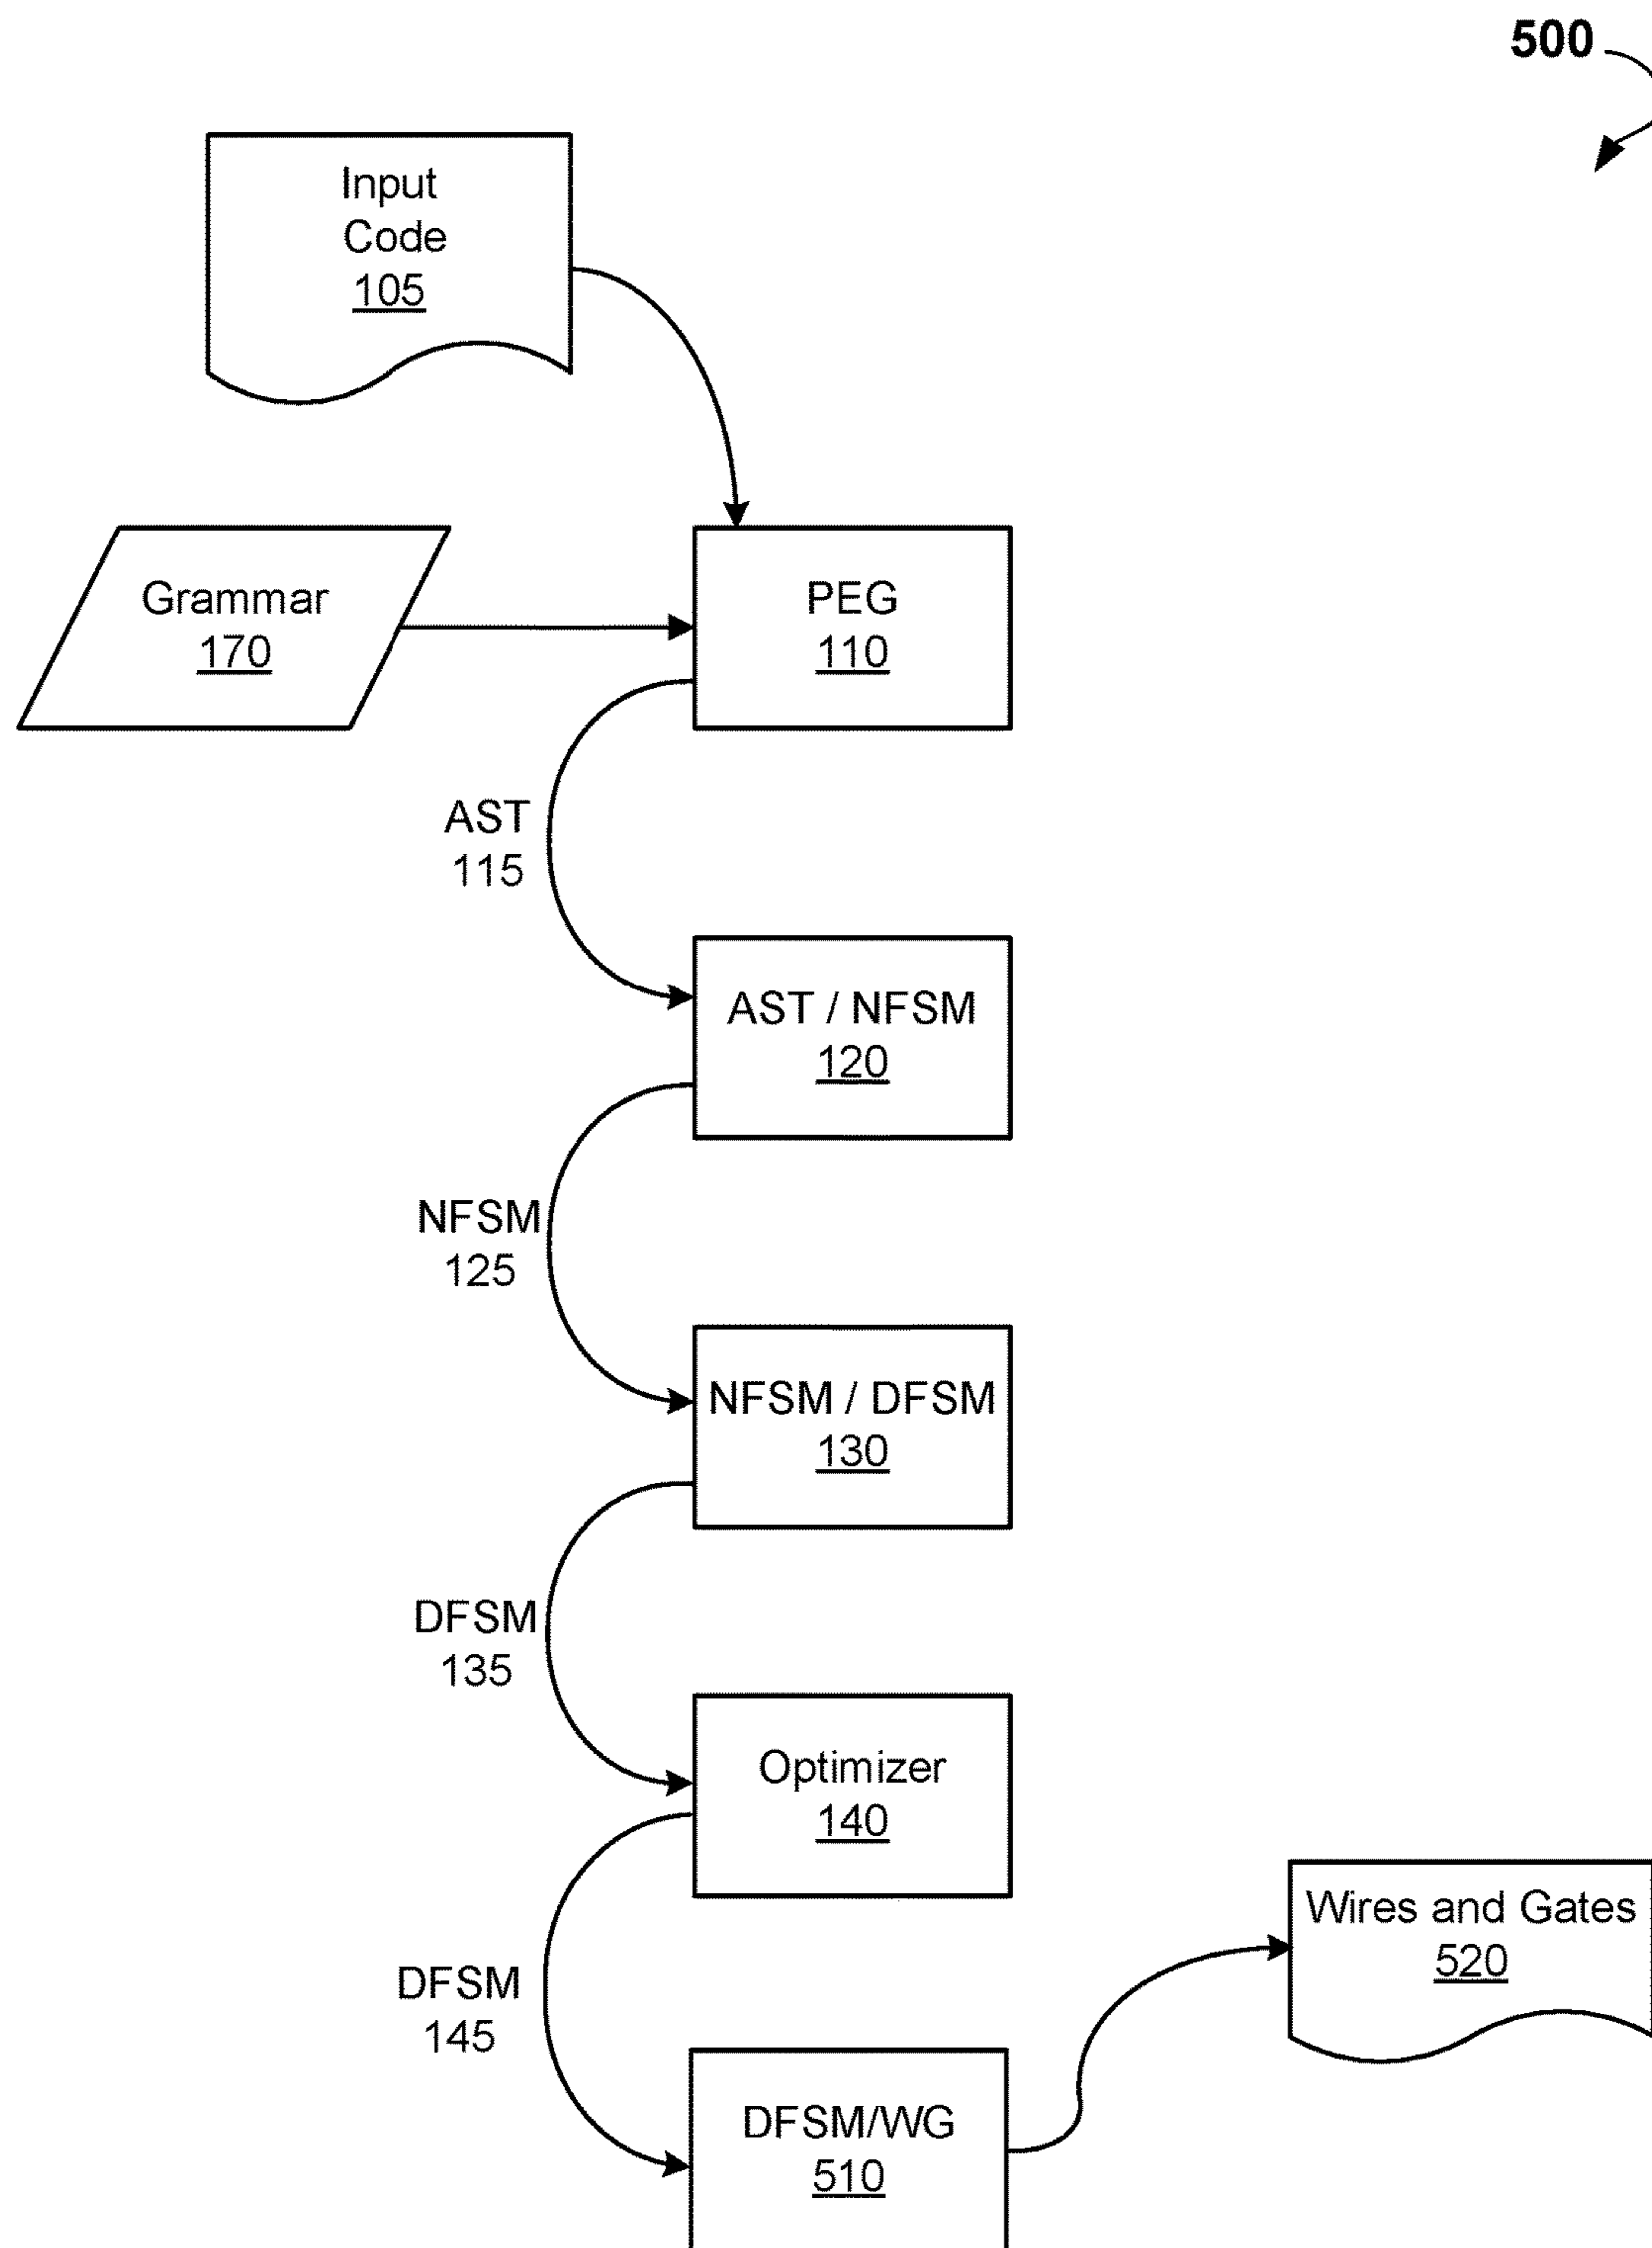 500
Input
Code
105
Grammar
170
PEG
110
AST
115
AST / NFSM
120
NFSM
125
NFSM / DFSM
130
DFSM
135
Optimizer
140
Wires and Gates
520
DFSM
145
DFSM/WG
510